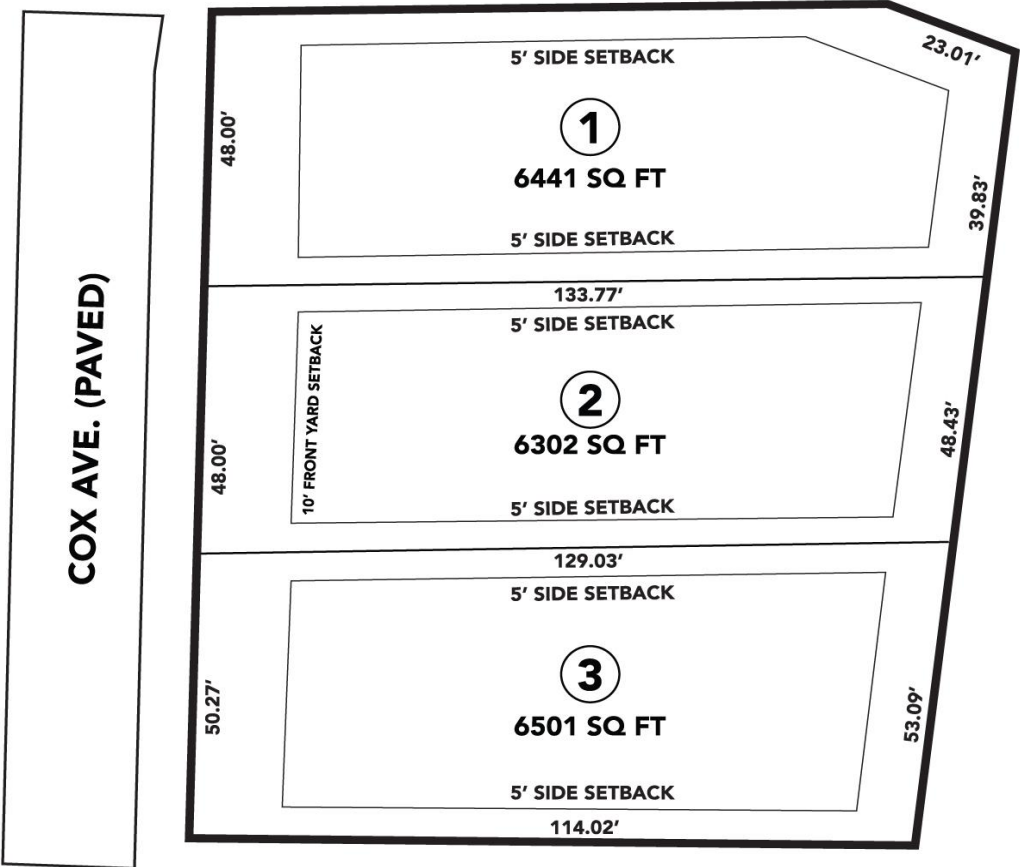 COX AVE. (PAVED)
23.01'
5' SIDE SETBACK
48.00'
1
6441 SQ FT
39.83'
5' SIDE SETBACK
133.77'
5' SIDE SETBACK
10' FRONT YARD SETBACK
48.00'
2
6302 SQ FT
48.43'
5' SIDE SETBACK
129.03'
5' SIDE SETBACK
50.27'
3
6501 SQ FT
53.09'
5' SIDE SETBACK
114.02'